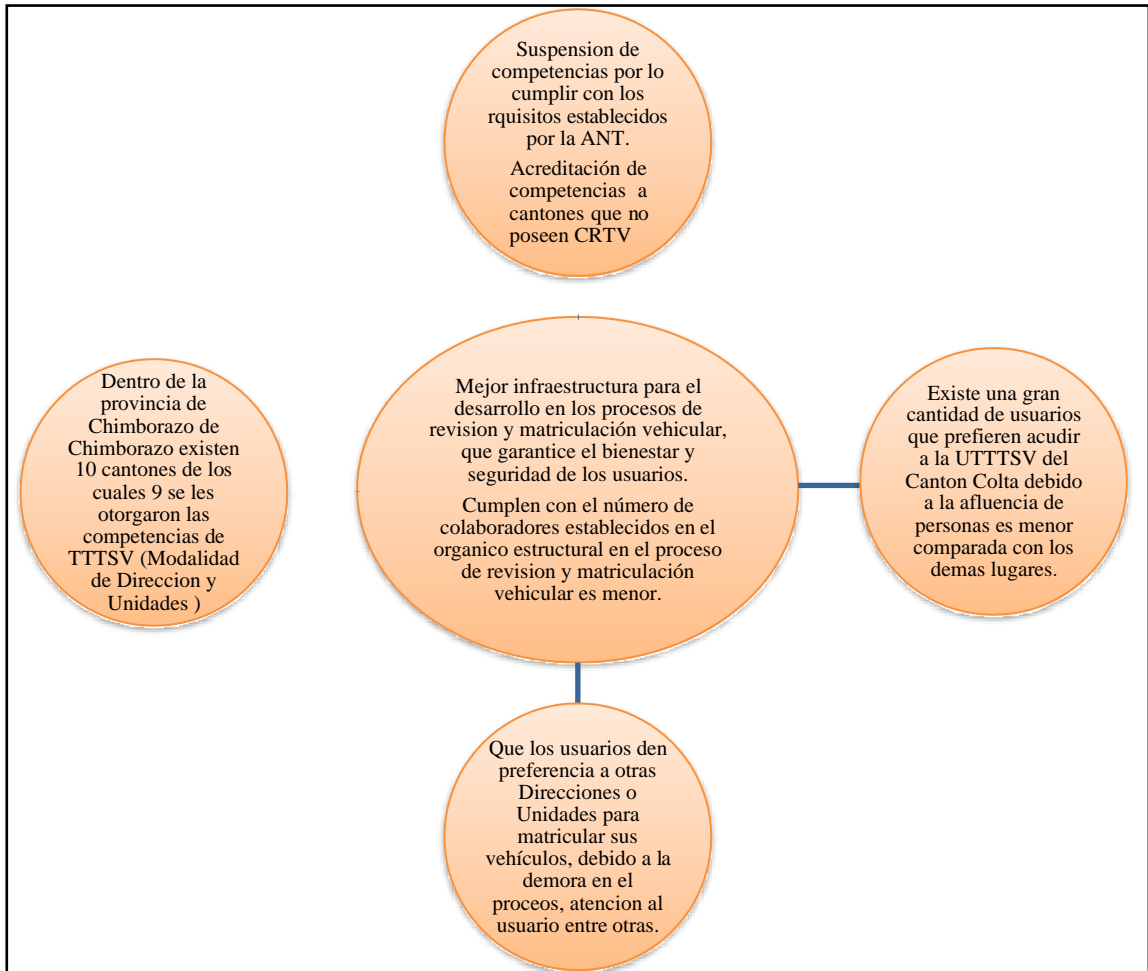 Suspension de
competencias por lo
cumplir con los
rquisitos establecidos
por la ANT.
Acreditación de
competencias a
cantones que no
poseen CRTV
Dentro de la
provincia de
Chimborazo de
Chimborazo existen
10 cantones de los
cuales 9 se les
otorgaron las
competencias de
TTTSV (Modalidad
de Direccion y
Unidades )
Mejor infraestructura para el
desarrollo en los procesos de
revision y matriculación vehicular,
que garantice el bienestar y
seguridad de los usuarios.
Cumplen con el número de
colaboradores establecidos en el
organico estructural en el proceso
de revision y matriculación
vehicular es menor.
Existe una gran
cantidad de usuarios
que prefieren acudir
a la UTTTSV del
Canton Colta debido
a la afluencia de
personas es menor
comparada con los
demas lugares.
Que los usuarios den
preferencia a otras
Direcciones o
Unidades para
matricular sus
vehículos, debido a la
demora en el
proceos, atencion al
usuario entre otras.